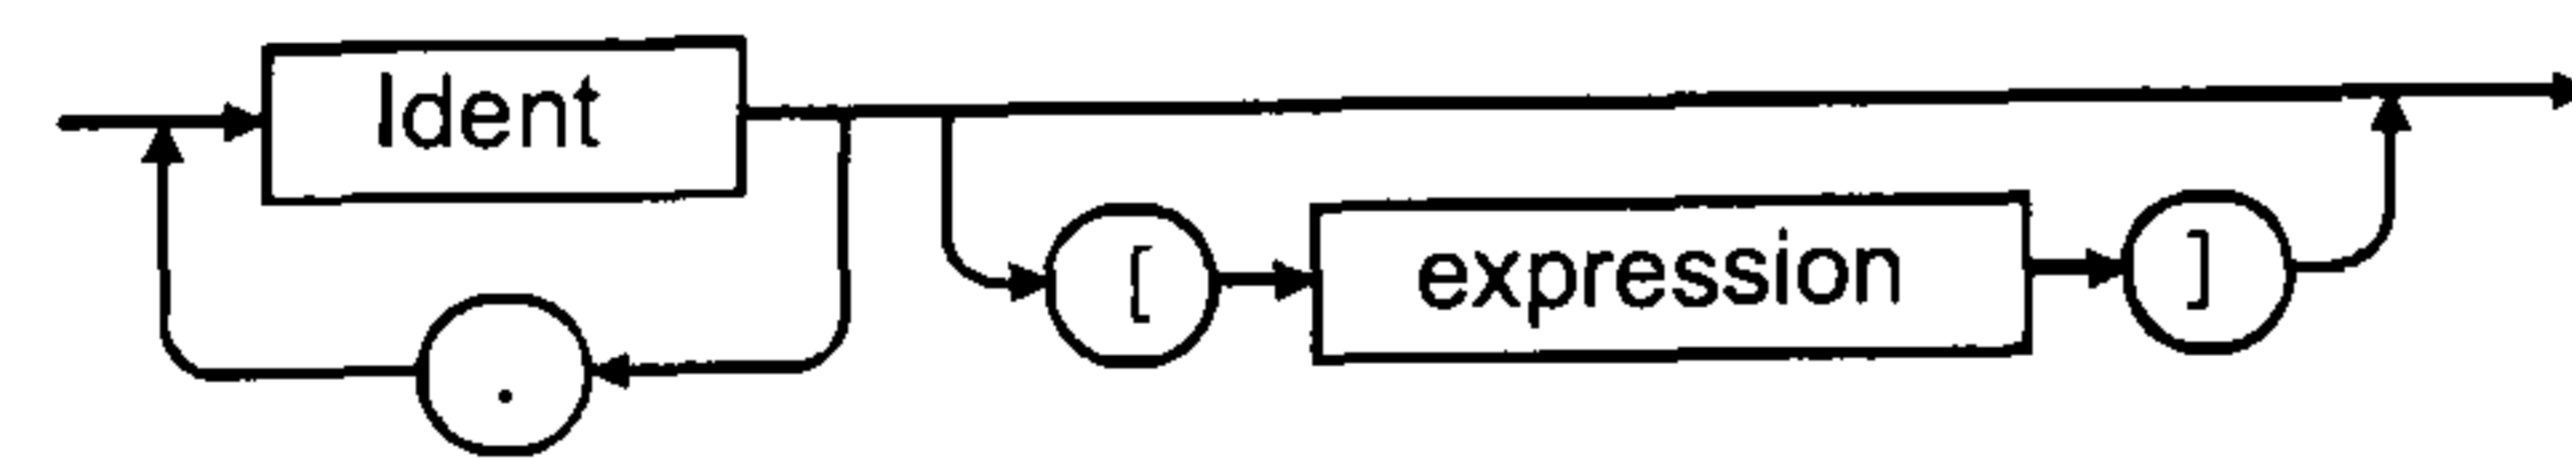 Ident
[ expression ]
.